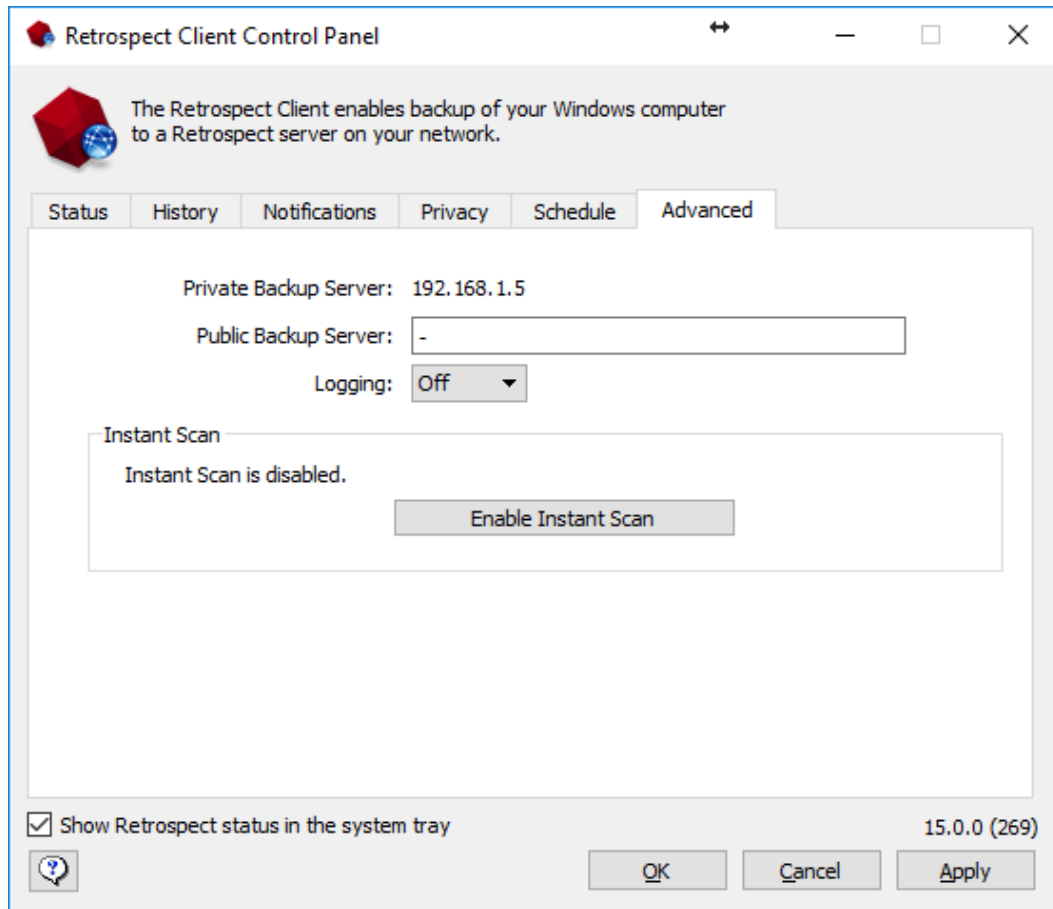 Retrospect Client Control Panel
The Retrospect Client enables backup of your Windows computer
to a Retrospect server on your network.
Status History Notifications Privacy Schedule Advanced
Private Backup Server: 192.168.1.5
Public Backup Server: -
Logging: Off
Instant Scan
Instant Scan is disabled.
Enable Instant Scan
Show Retrospect status in the system tray 15.0.0 (269)
? OK Cancel Apply